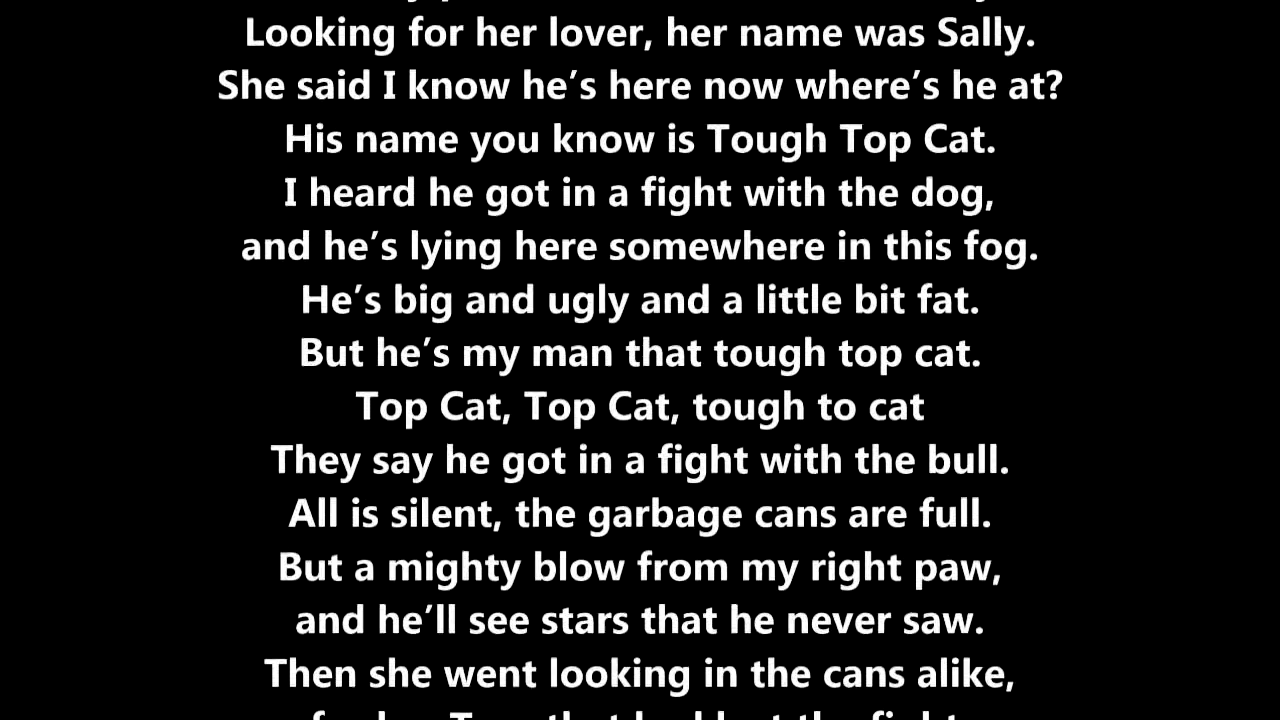 Looking for her lover, her name was Sally.
She said I know he’s here now where’s he at?
His name you know is Tough Top Cat.
I heard he got in a fight with the dog,
and he’s lying here somewhere in this fog.
He’s big and ugly and a little bit fat.
But he’s my man that tough top cat.
Top Cat, Top Cat, tough to cat
They say he got in a fight with the bull.
All is silent, the garbage cans are full.
But a mighty blow from my right paw,
and he’ll see stars that he never saw.
Then she went looking in the cans alike,